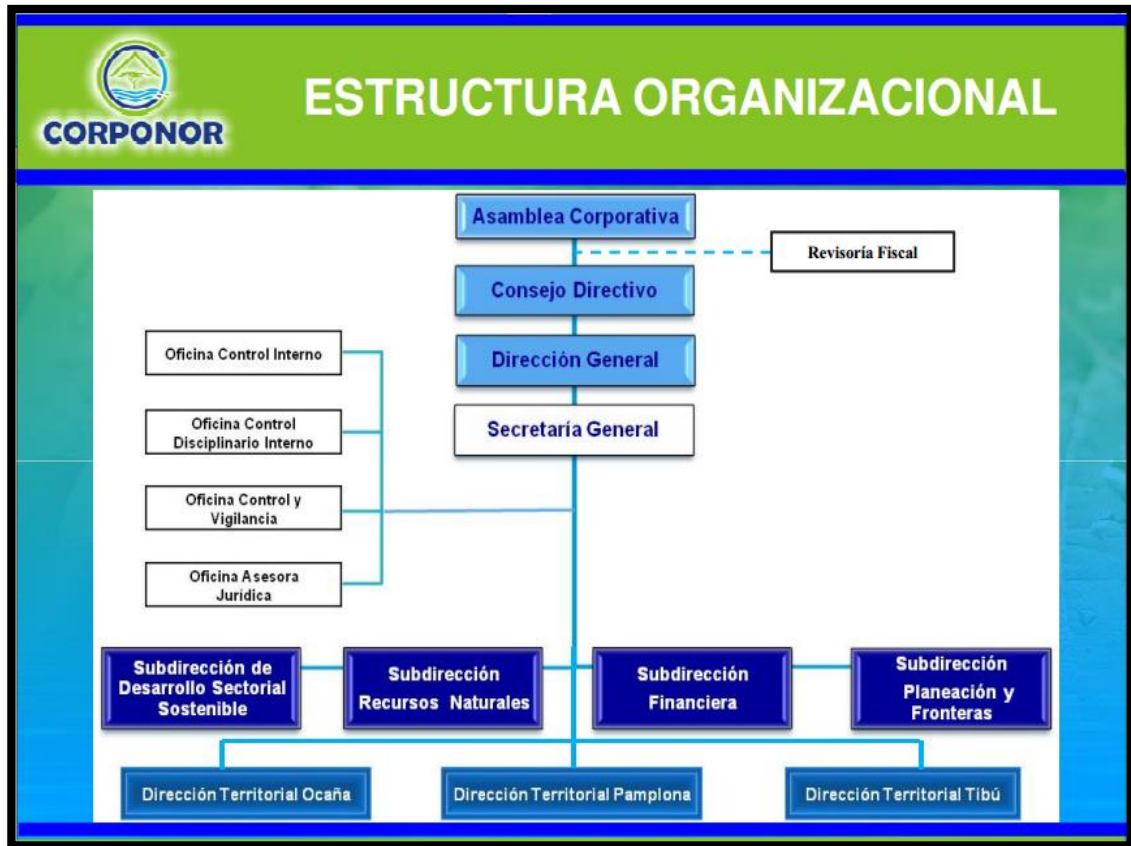 CORPONOR
ESTRUCTURA ORGANIZACIONAL
Asamblea Corporativa
Revisoría Fiscal
Consejo Directivo
Dirección General
Secretaría General
Oficina Control Interno
Oficina Control
Disciplinario Interno
Oficina Control y
Vigilancia
Oficina Asesora
Jurídica
Subdirección de
Desarrollo Sectorial
Sostenible
Subdirección
Recursos Naturales
Subdirección
Financiera
Subdirección
Planeación y
Fronteras
Dirección Territorial Ocaña
Dirección Territorial Pamplona
Dirección Territorial Tibú